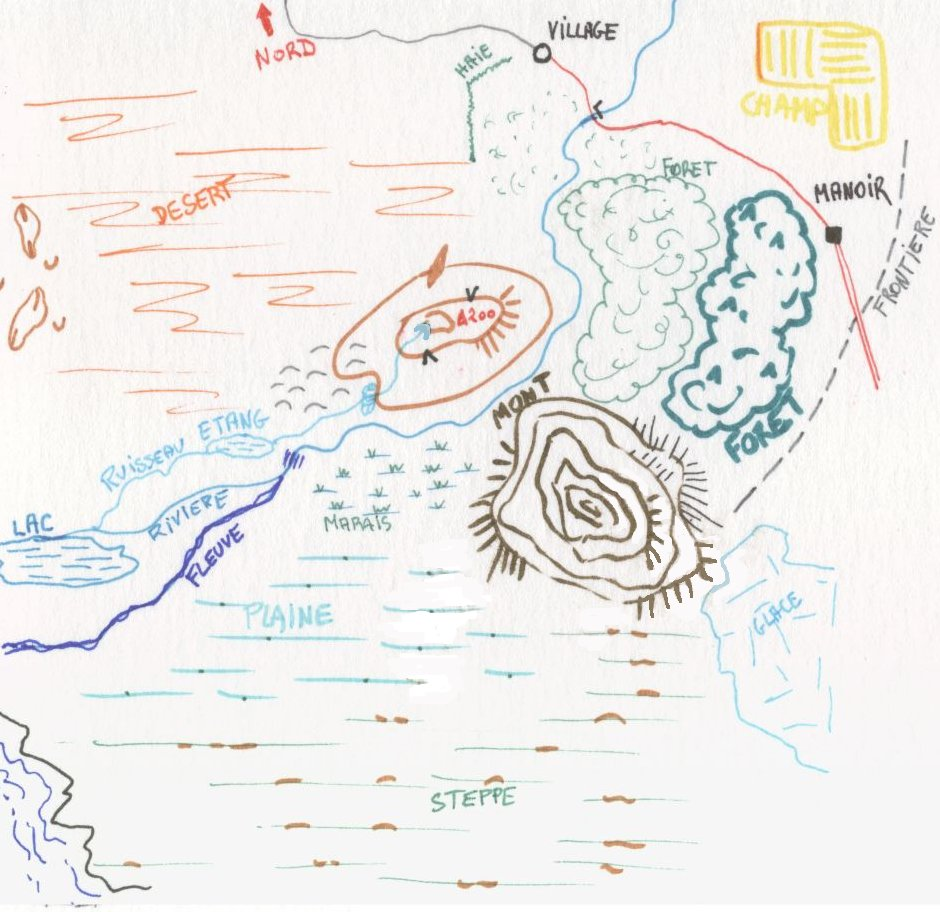 VILLAGE
NORD
HAIE
CHAMP
FORET
MANOIR
DESERT
FRONTIERE
1200
MONT
ETANG
FORET
RUISSEAU
RIVIERE
MARAIS
LAC
FLEUVE
PLAINE
GLACE
STEPPE